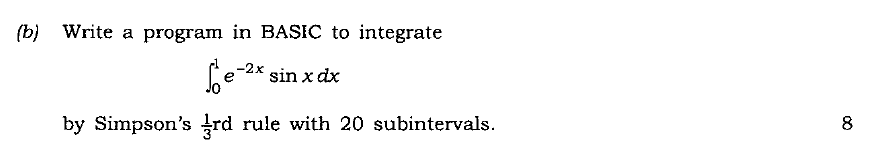 (b) Write a program in BASIC to integrate
∫₀¹ e⁻²ˣ sin x dx
by Simpson's ⅓rd rule with 20 subintervals. 8